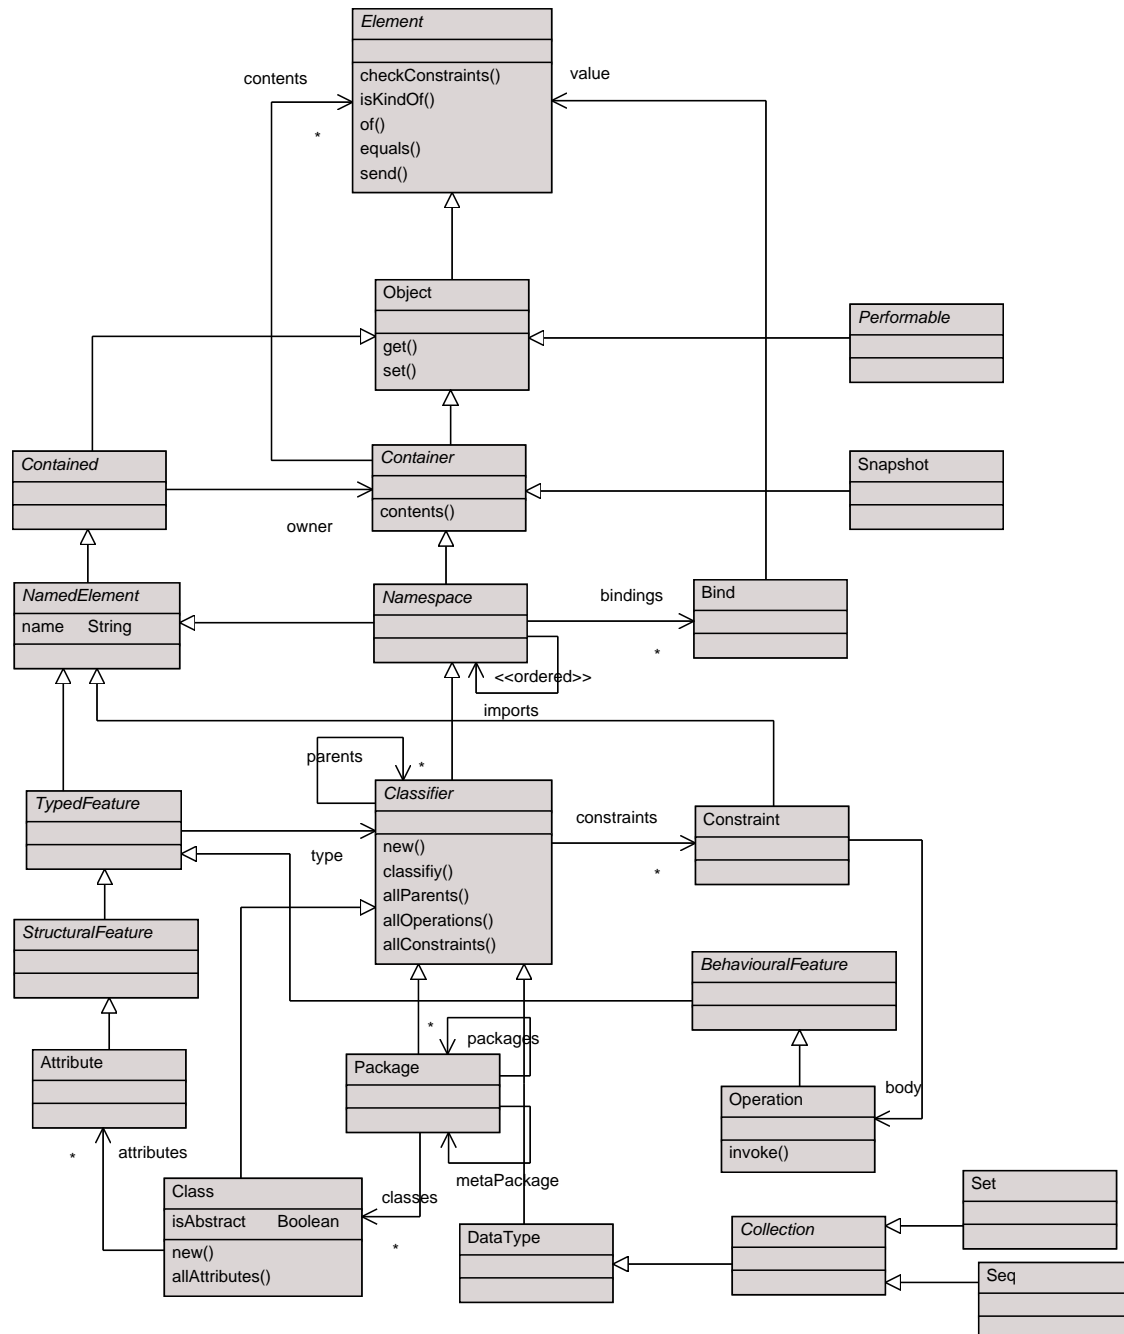 Element
contents
value
checkConstraints()
isKindOf()
of()
equals()
send()
*
Object
get()
set()
Performable
Contained
Container
contents()
Snapshot
owner
NamedElement
name String
Namespace
bindings
*
Bind
<<ordered>>
imports
parents
*
TypedFeature
Classifier
constraints
*
Constraint
type
new()
classifiy()
allParents()
allOperations()
allConstraints()
StructuralFeature
BehaviouralFeature
*
packages
Attribute
Package
body
Operation
invoke()
*
attributes
metaPackage
Class
isAbstract Boolean
new()
allAttributes()
classes
*
DataType
Collection
Set
Seq